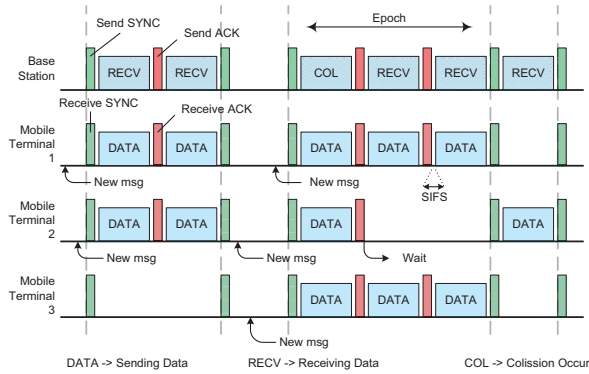 Send SYNC
Send ACK
Epoch
Base
Station
RECV
RECV
COL
RECV
RECV
RECV
Receive SYNC
Receive ACK
Mobile
Terminal
1
DATA
DATA
DATA
DATA
DATA
New msg
New msg
SIFS
Mobile
Terminal
2
DATA
DATA
DATA
DATA
New msg
New msg
Wait
Mobile
Terminal
3
DATA
DATA
DATA
New msg
DATA -> Sending Data
RECV -> Receiving Data
COL -> Colission Occur